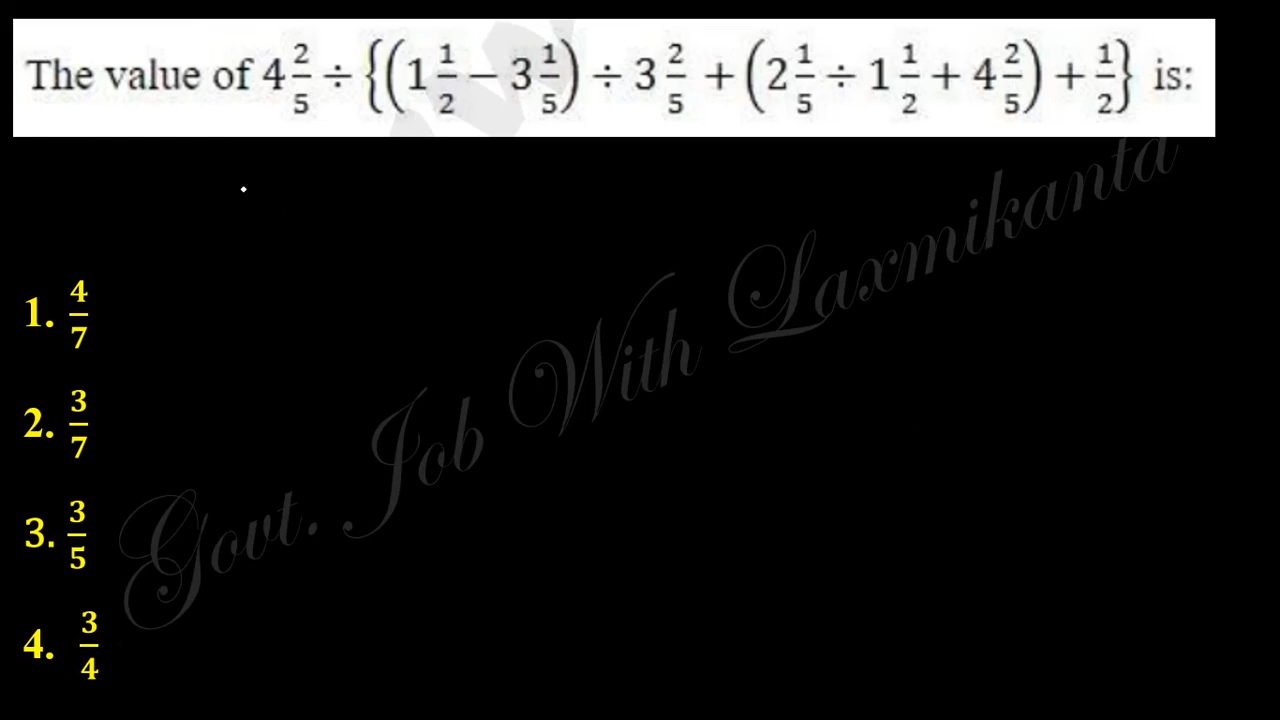 The value of 4 2/5 ÷ {(1 1/2 − 3 1/5) ÷ 3 2/5 + (2 1/5 ÷ 1 1/2 + 4 2/5) + 1/2} is:
1. 4/7
2. 3/7
3. 3/5
4. 3/4
Govt. Job With Laxmikanta